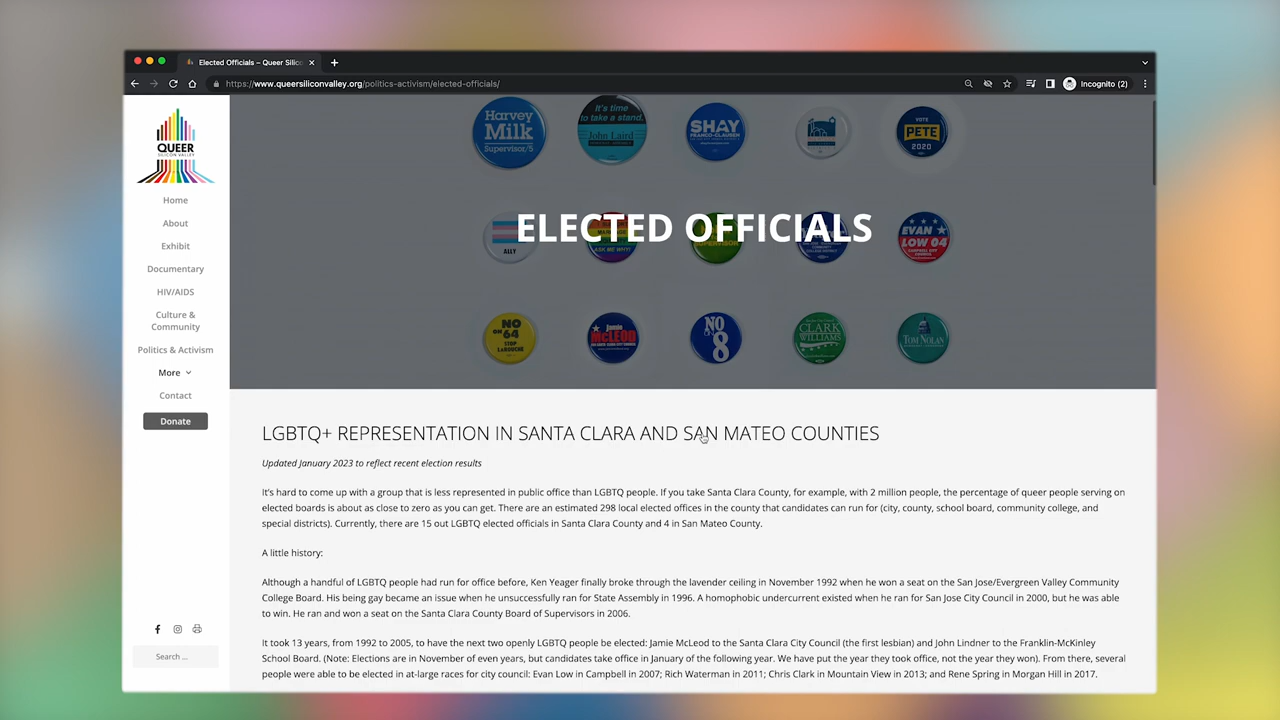 Elected Officials – Queer Silic
https://www.queersiliconvalley.org/politics-activism/elected-officials/
Incognito (2)
QUEER
SILICON VALLEY
Home
About
Exhibit
Documentary
HIV/AIDS
Culture &
Community
Politics & Activism
More
Contact
Donate
Search ...
Harvey
Milk
Supervisor/5
It's time
to take a stand.
John Laird
SHAY
FRANCO-CLAUSEN
VOTE
PETE
2020
ELECTED OFFICIALS
ALLY
ASK ME WHY
SUPERVISOR
EVAN
LOW 04
CAMPBELL CITY
COUNCIL
NO
ON
64
STOP
LAROUCHE
Jamie
McLEOD
NO
ON
8
CLARK
WILLIAMS
TOM NOLAN
LGBTQ+ REPRESENTATION IN SANTA CLARA AND SAN MATEO COUNTIES
Updated January 2023 to reflect recent election results
It's hard to come up with a group that is less represented in public office than LGBTQ people. If you take Santa Clara County, for example, with 2 million people, the percentage of queer people serving on
elected boards is about as close to zero as you can get. There are an estimated 298 local elected offices in the county that candidates can run for (city, county, school board, community college, and
special districts). Currently, there are 15 out LGBTQ elected officials in Santa Clara County and 4 in San Mateo County.
A little history:
Although a handful of LGBTQ people had run for office before, Ken Yeager finally broke through the lavender ceiling in November 1992 when he won a seat on the San Jose/Evergreen Valley Community
College Board. His being gay became an issue when he unsuccessfully ran for State Assembly in 1996. A homophobic undercurrent existed when he ran for San Jose City Council in 2000, but he was able
to win. He ran and won a seat on the Santa Clara County Board of Supervisors in 2006.
It took 13 years, from 1992 to 2005, to have the next two openly LGBTQ people be elected: Jamie McLeod to the Santa Clara City Council (the first lesbian) and John Lindner to the Franklin-McKinley
School Board. (Note: Elections are in November of even years, but candidates take office in January of the following year. We have put the year they took office, not the year they won). From there, several
people were able to be elected in at-large races for city council: Evan Low in Campbell in 2007; Rich Waterman in 2011; Chris Clark in Mountain View in 2013; and Rene Spring in Morgan Hill in 2017.